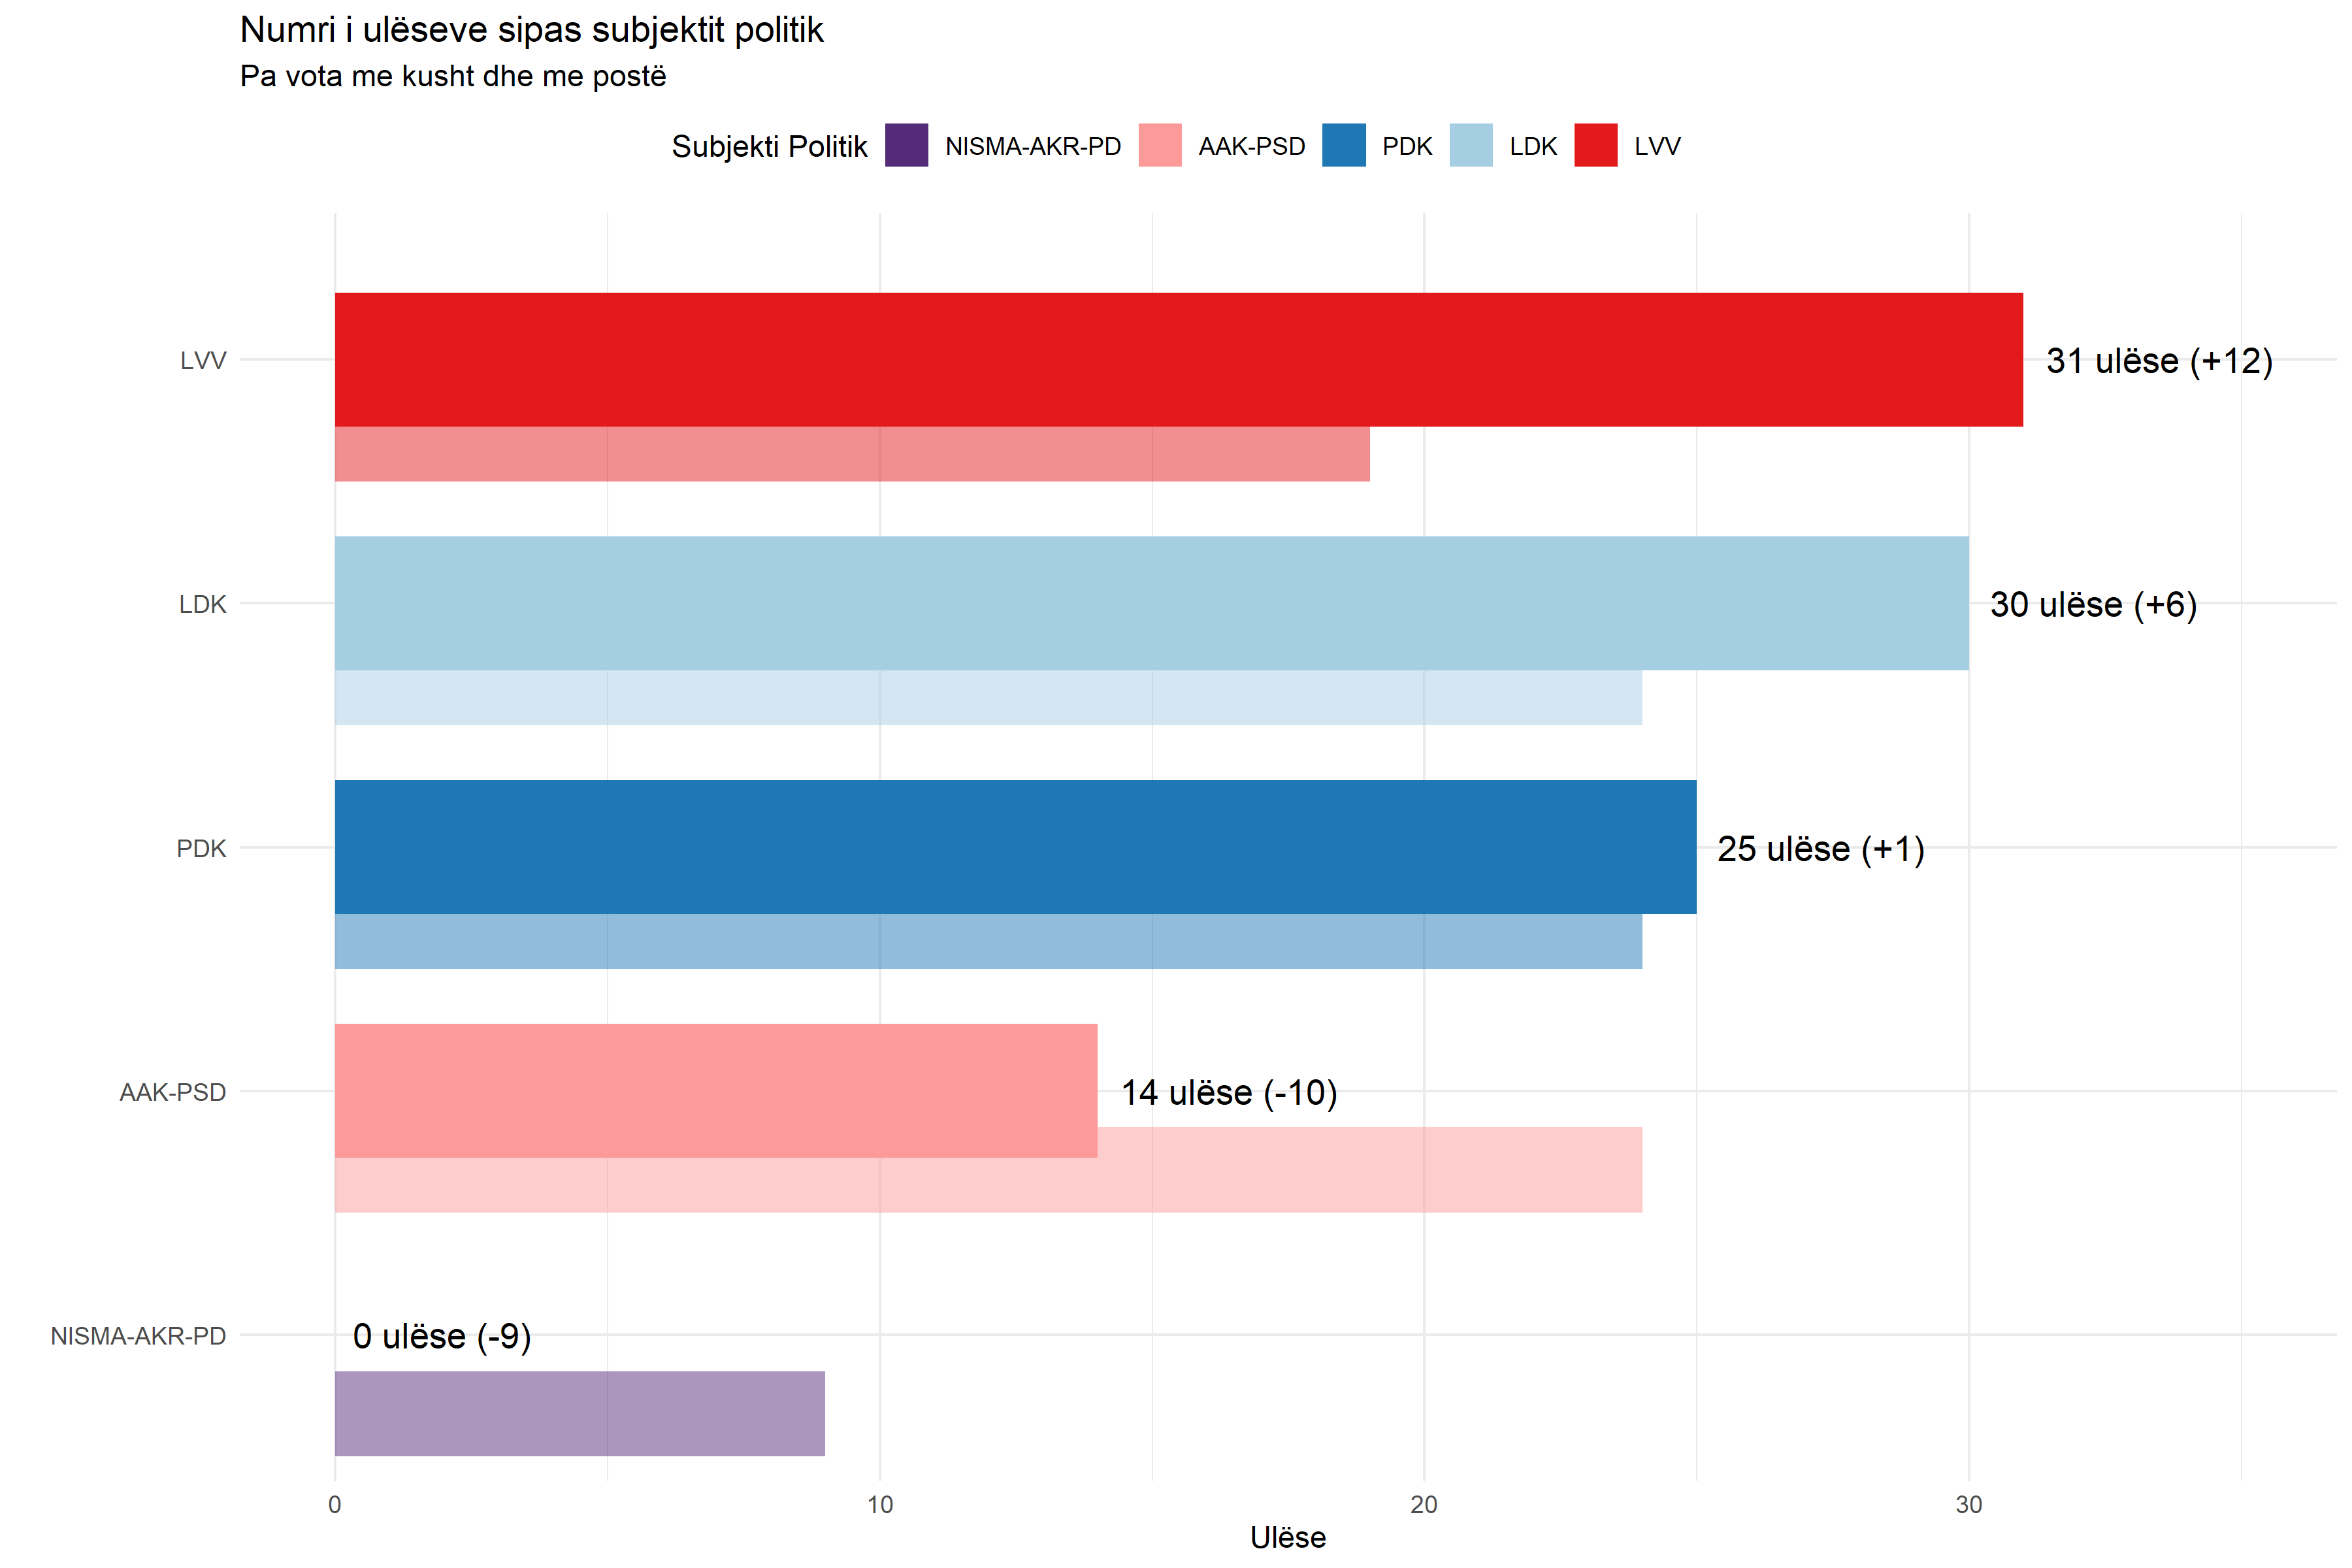 Numri i ulëseve sipas subjektit politik
Pa vota me kusht dhe me postë
Subjekti Politik NISMA-AKR-PD AAK-PSD PDK LDK LVV
LVV 31 ulëse (+12)
LDK 30 ulëse (+6)
PDK 25 ulëse (+1)
AAK-PSD 14 ulëse (-10)
NISMA-AKR-PD 0 ulëse (-9)
0 10 20 30
Ulëse